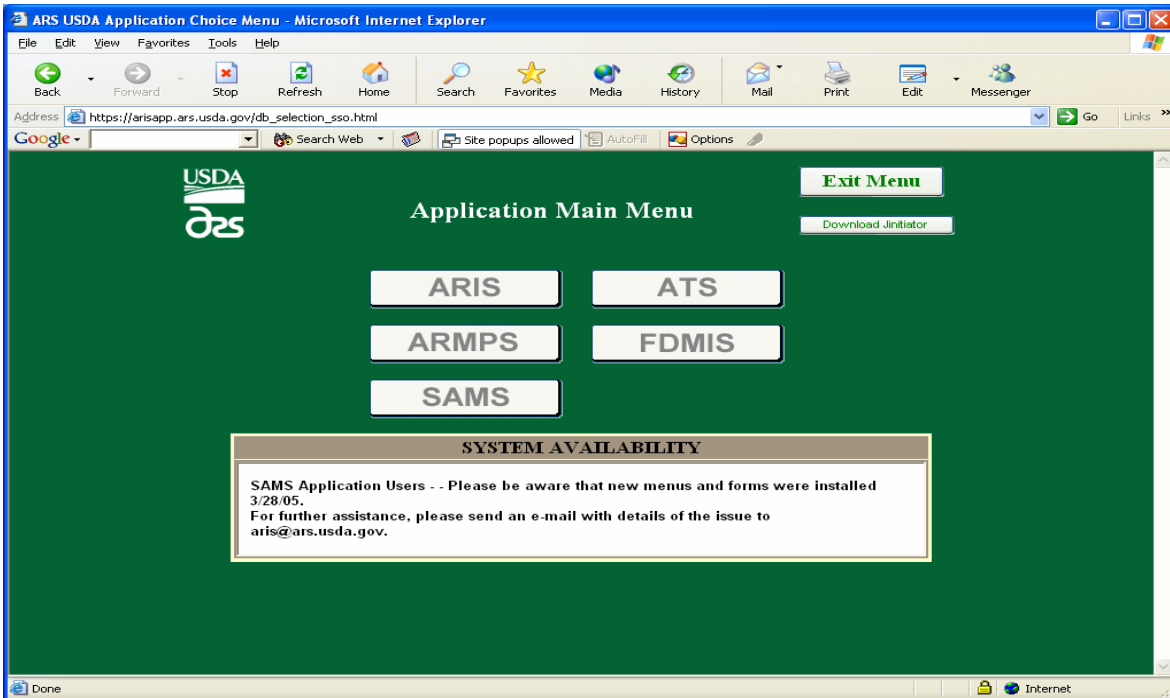 ARS USDA Application Choice Menu - Microsoft Internet Explorer
File Edit View Favorites Tools Help
Back Forward Stop Refresh Home Search Favorites Media History Mail Print Edit Messenger
Address https://arisapp.ars.usda.gov/db_selection_sso.html Go Links »
Google Search Web Site popups allowed AutoFill Options
USDA
ars
Application Main Menu
Exit Menu
Download Jinitiator
ARIS ATS
ARMPS FDMIS
SAMS
SYSTEM AVAILABILITY
SAMS Application Users - - Please be aware that new menus and forms were installed
3/28/05.
For further assistance, please send an e-mail with details of the issue to
aris@ars.usda.gov.
Done Internet